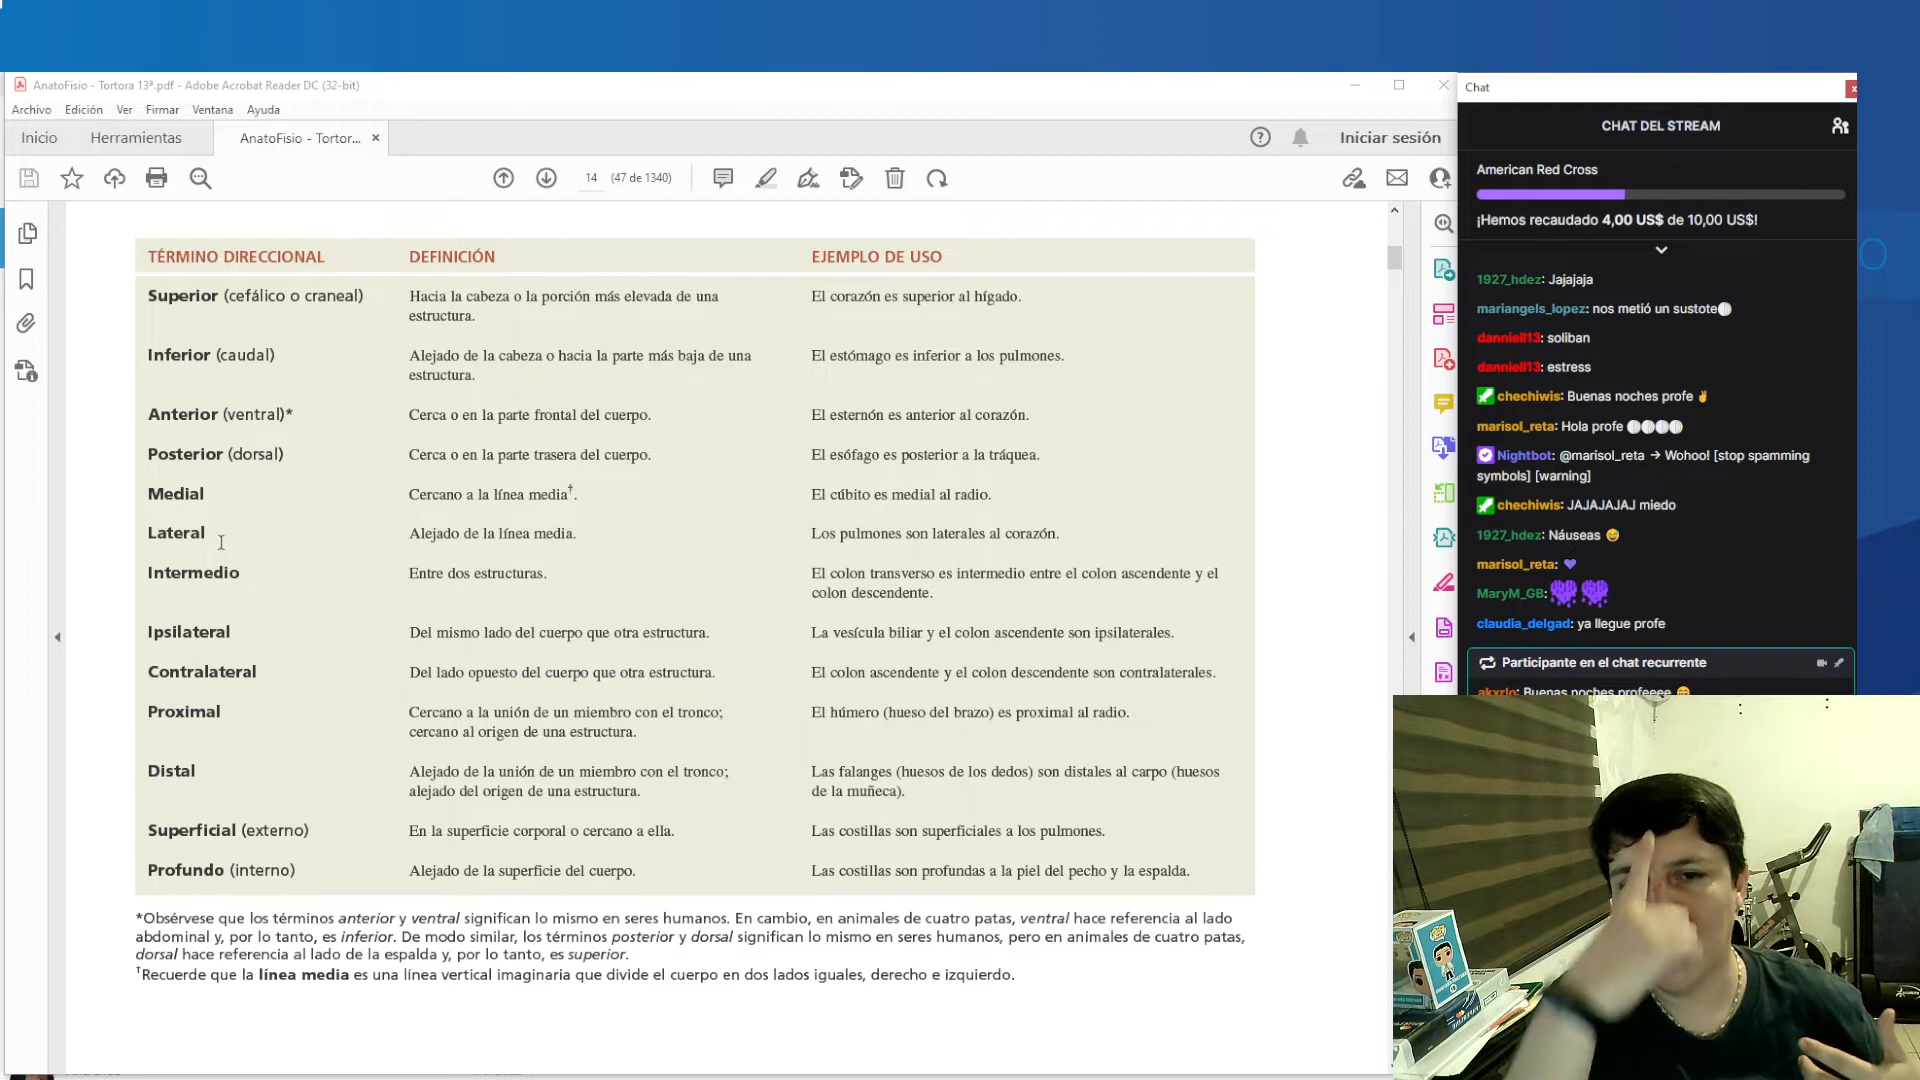 AnatoFisio - Tortora 13ª.pdf - Adobe Acrobat Reader DC (32-bit)
Archivo Edición Ver Firmar Ventana Ayuda
Inicio Herramientas AnatoFisio - Tortor... × Iniciar sesión
14 (47 de 1340)
TÉRMINO DIRECCIONAL DEFINICIÓN EJEMPLO DE USO
Superior (cefálico o craneal) Hacia la cabeza o la porción más elevada de una El corazón es superior al hígado.
estructura.
Inferior (caudal) Alejado de la cabeza o hacia la parte más baja de una El estómago es inferior a los pulmones.
estructura.
Anterior (ventral)* Cerca o en la parte frontal del cuerpo. El esternón es anterior al corazón.
Posterior (dorsal) Cerca o en la parte trasera del cuerpo. El esófago es posterior a la tráquea.
Medial Cercano a la línea media†. El cúbito es medial al radio.
Lateral Alejado de la línea media. Los pulmones son laterales al corazón.
Intermedio Entre dos estructuras. El colon transverso es intermedio entre el colon ascendente y el
colon descendente.
Ipsilateral Del mismo lado del cuerpo que otra estructura. La vesícula biliar y el colon ascendente son ipsilaterales.
Contralateral Del lado opuesto del cuerpo que otra estructura. El colon ascendente y el colon descendente son contralaterales.
Proximal Cercano a la unión de un miembro con el tronco; El húmero (hueso del brazo) es proximal al radio.
cercano al origen de una estructura.
Distal Alejado de la unión de un miembro con el tronco; Las falanges (huesos de los dedos) son distales al carpo (huesos
alejado del origen de una estructura. de la muñeca).
Superficial (externo) En la superficie corporal o cercano a ella. Las costillas son superficiales a los pulmones.
Profundo (interno) Alejado de la superficie del cuerpo. Las costillas son profundas a la piel del pecho y la espalda.
*Obsérvese que los términos anterior y ventral significan lo mismo en seres humanos. En cambio, en animales de cuatro patas, ventral hace referencia al lado
abdominal y, por lo tanto, es inferior. De modo similar, los términos posterior y dorsal significan lo mismo en seres humanos, pero en animales de cuatro patas,
dorsal hace referencia al lado de la espalda y, por lo tanto, es superior.
†Recuerde que la línea media es una línea vertical imaginaria que divide el cuerpo en dos lados iguales, derecho e izquierdo.
Chat
CHAT DEL STREAM
American Red Cross
¡Hemos recaudado 4,00 US$ de 10,00 US$!
1927_hdez: Jajajaja
mariangels_lopez: nos metió un sustote
danniell13: soliban
danniell13: estress
chechiwis: Buenas noches profe ✌
marisol_reta: Hola profe
Nightbot: @marisol_reta → Wohoo! [stop spamming
symbols] [warning]
chechiwis: JAJAJAJAJ miedo
1927_hdez: Náuseas 😅
marisol_reta: 💜
MaryM_GB:
claudia_delgad: ya llegue profe
Participante en el chat recurrente
akxrlo: Buenas noches profeeee 😁